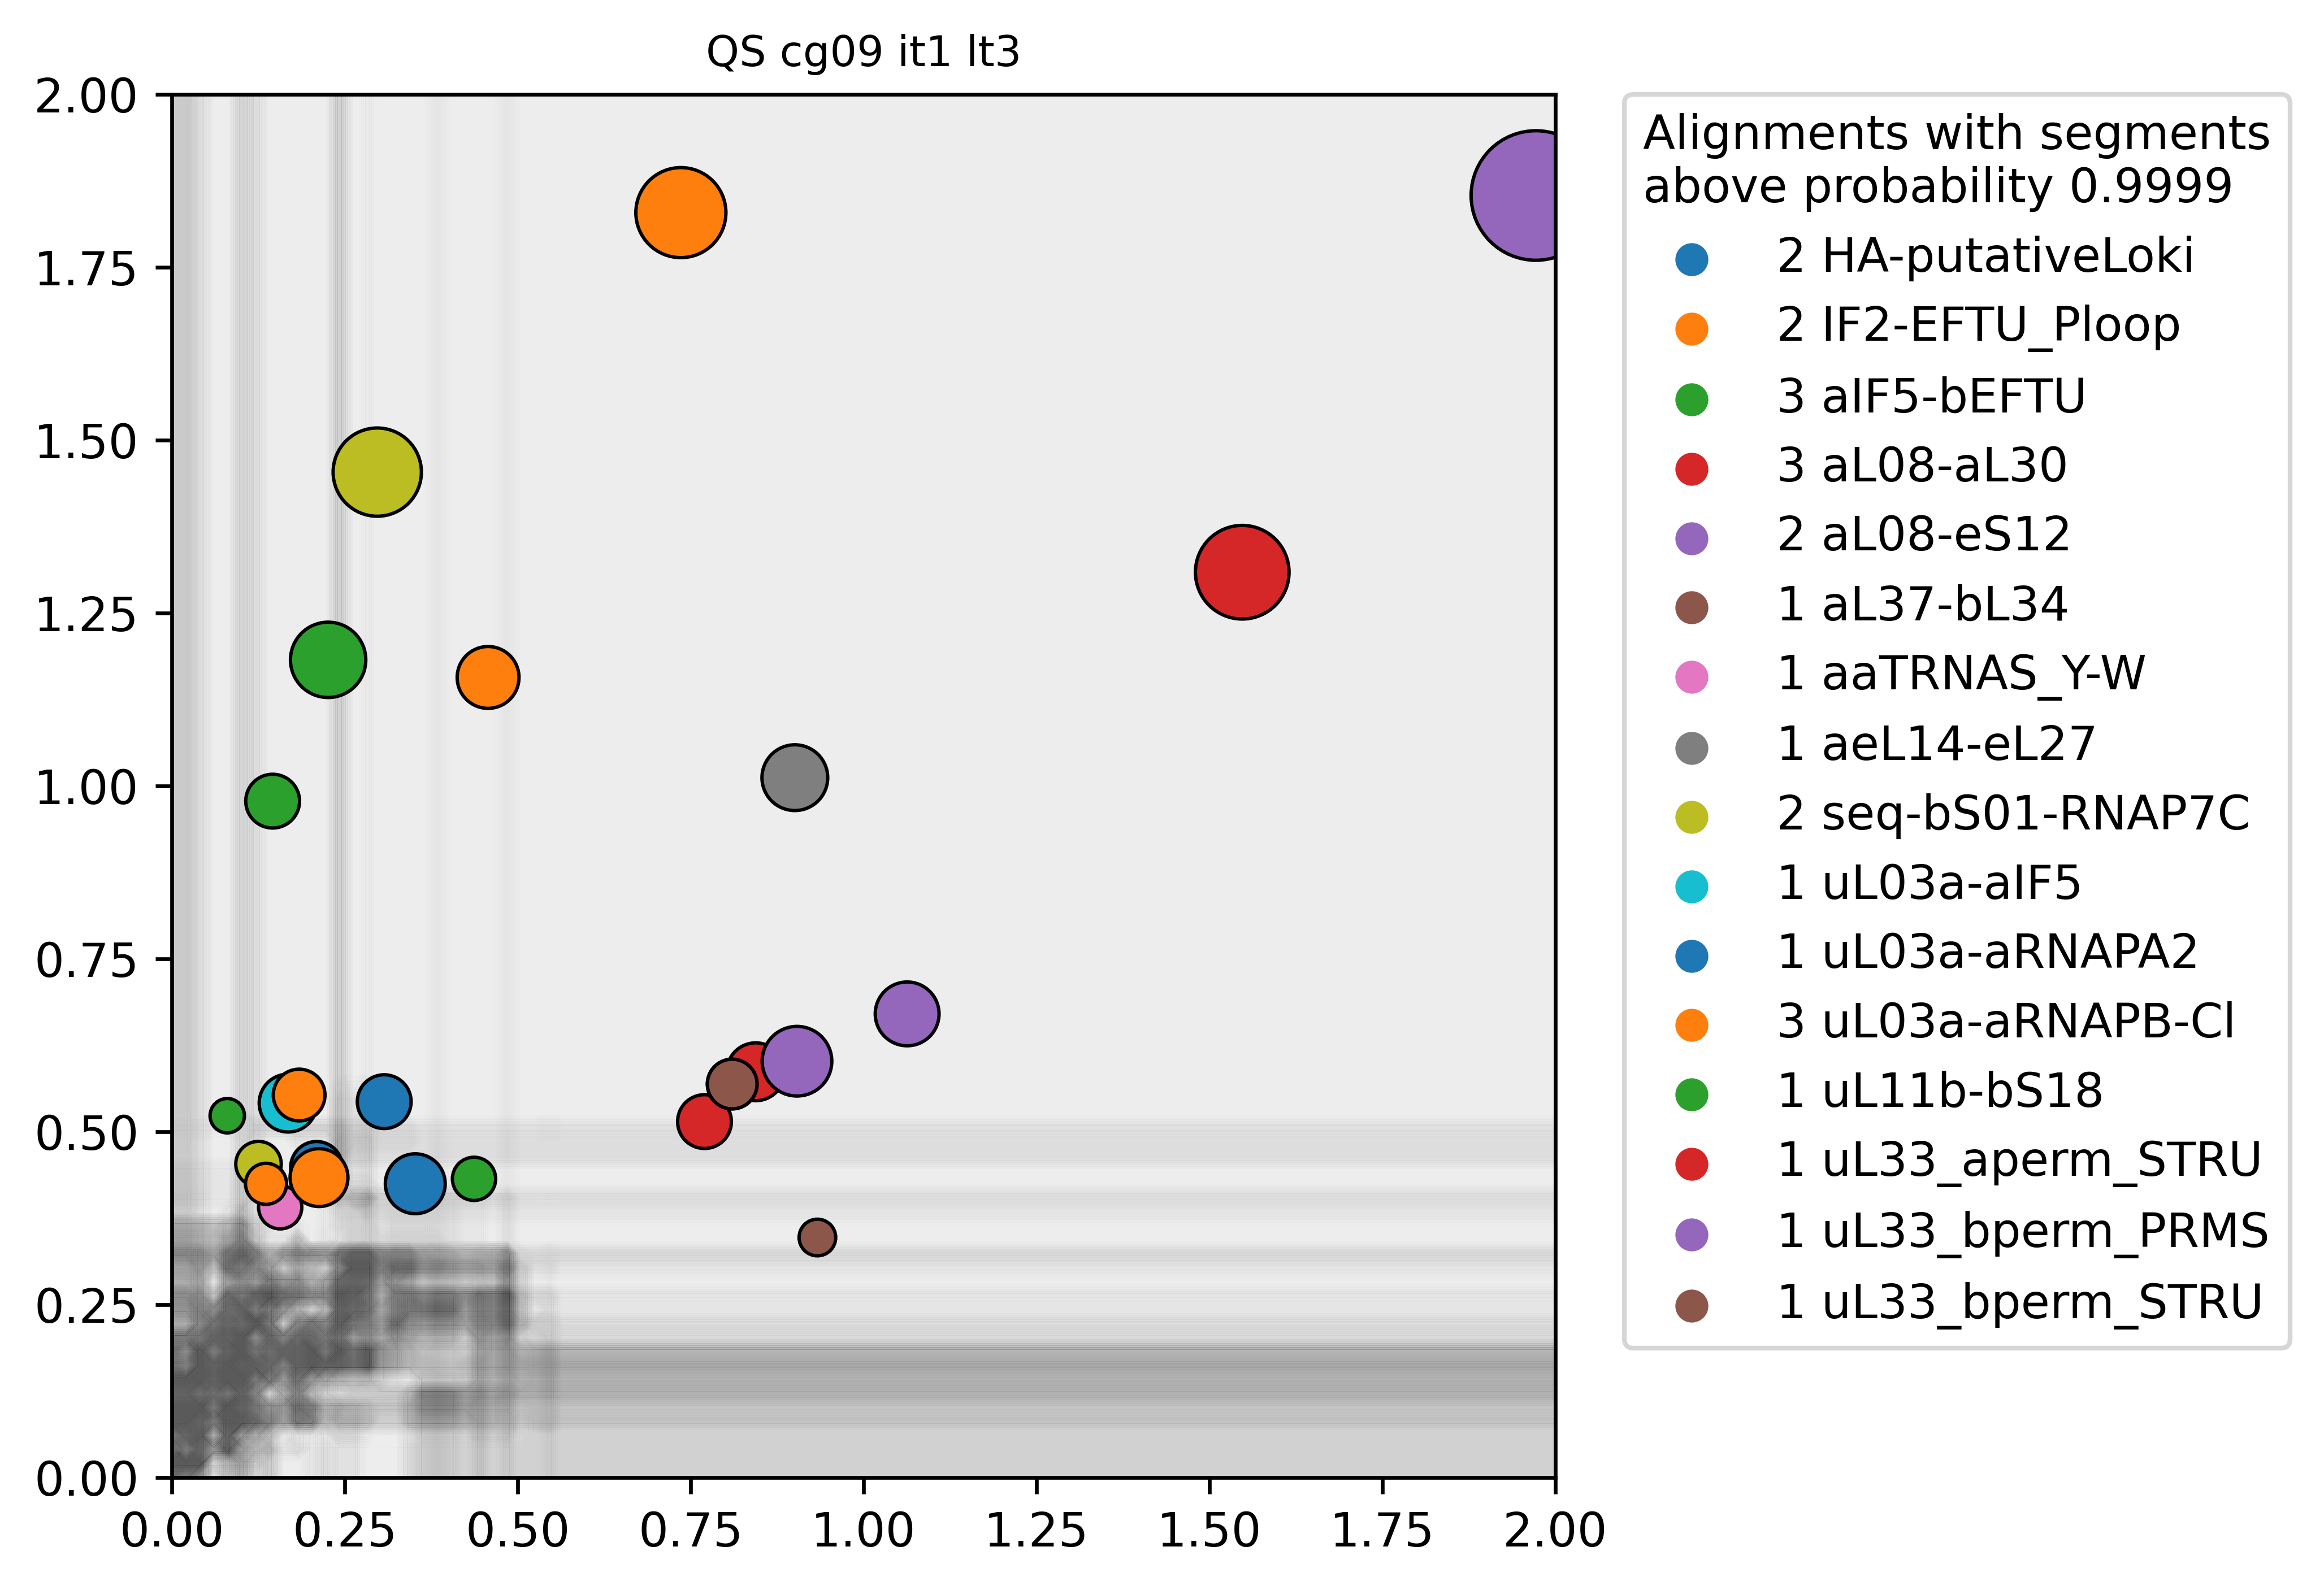 QS cg09 it1 lt3
2.00
1.75
1.50
1.25
1.00
0.75
0.50
0.25
0.00
0.00 0.25 0.50 0.75 1.00 1.25 1.50 1.75 2.00
Alignments with segments
above probability 0.9999
2 HA-putativeLoki
2 IF2-EFTU_Ploop
3 aIF5-bEFTU
3 aL08-aL30
2 aL08-eS12
1 aL37-bL34
1 aaTRNAS_Y-W
1 aeL14-eL27
2 seq-bS01-RNAP7C
1 uL03a-aIF5
1 uL03a-aRNAPA2
3 uL03a-aRNAPB-Cl
1 uL11b-bS18
1 uL33_aperm_STRU
1 uL33_bperm_PRMS
1 uL33_bperm_STRU